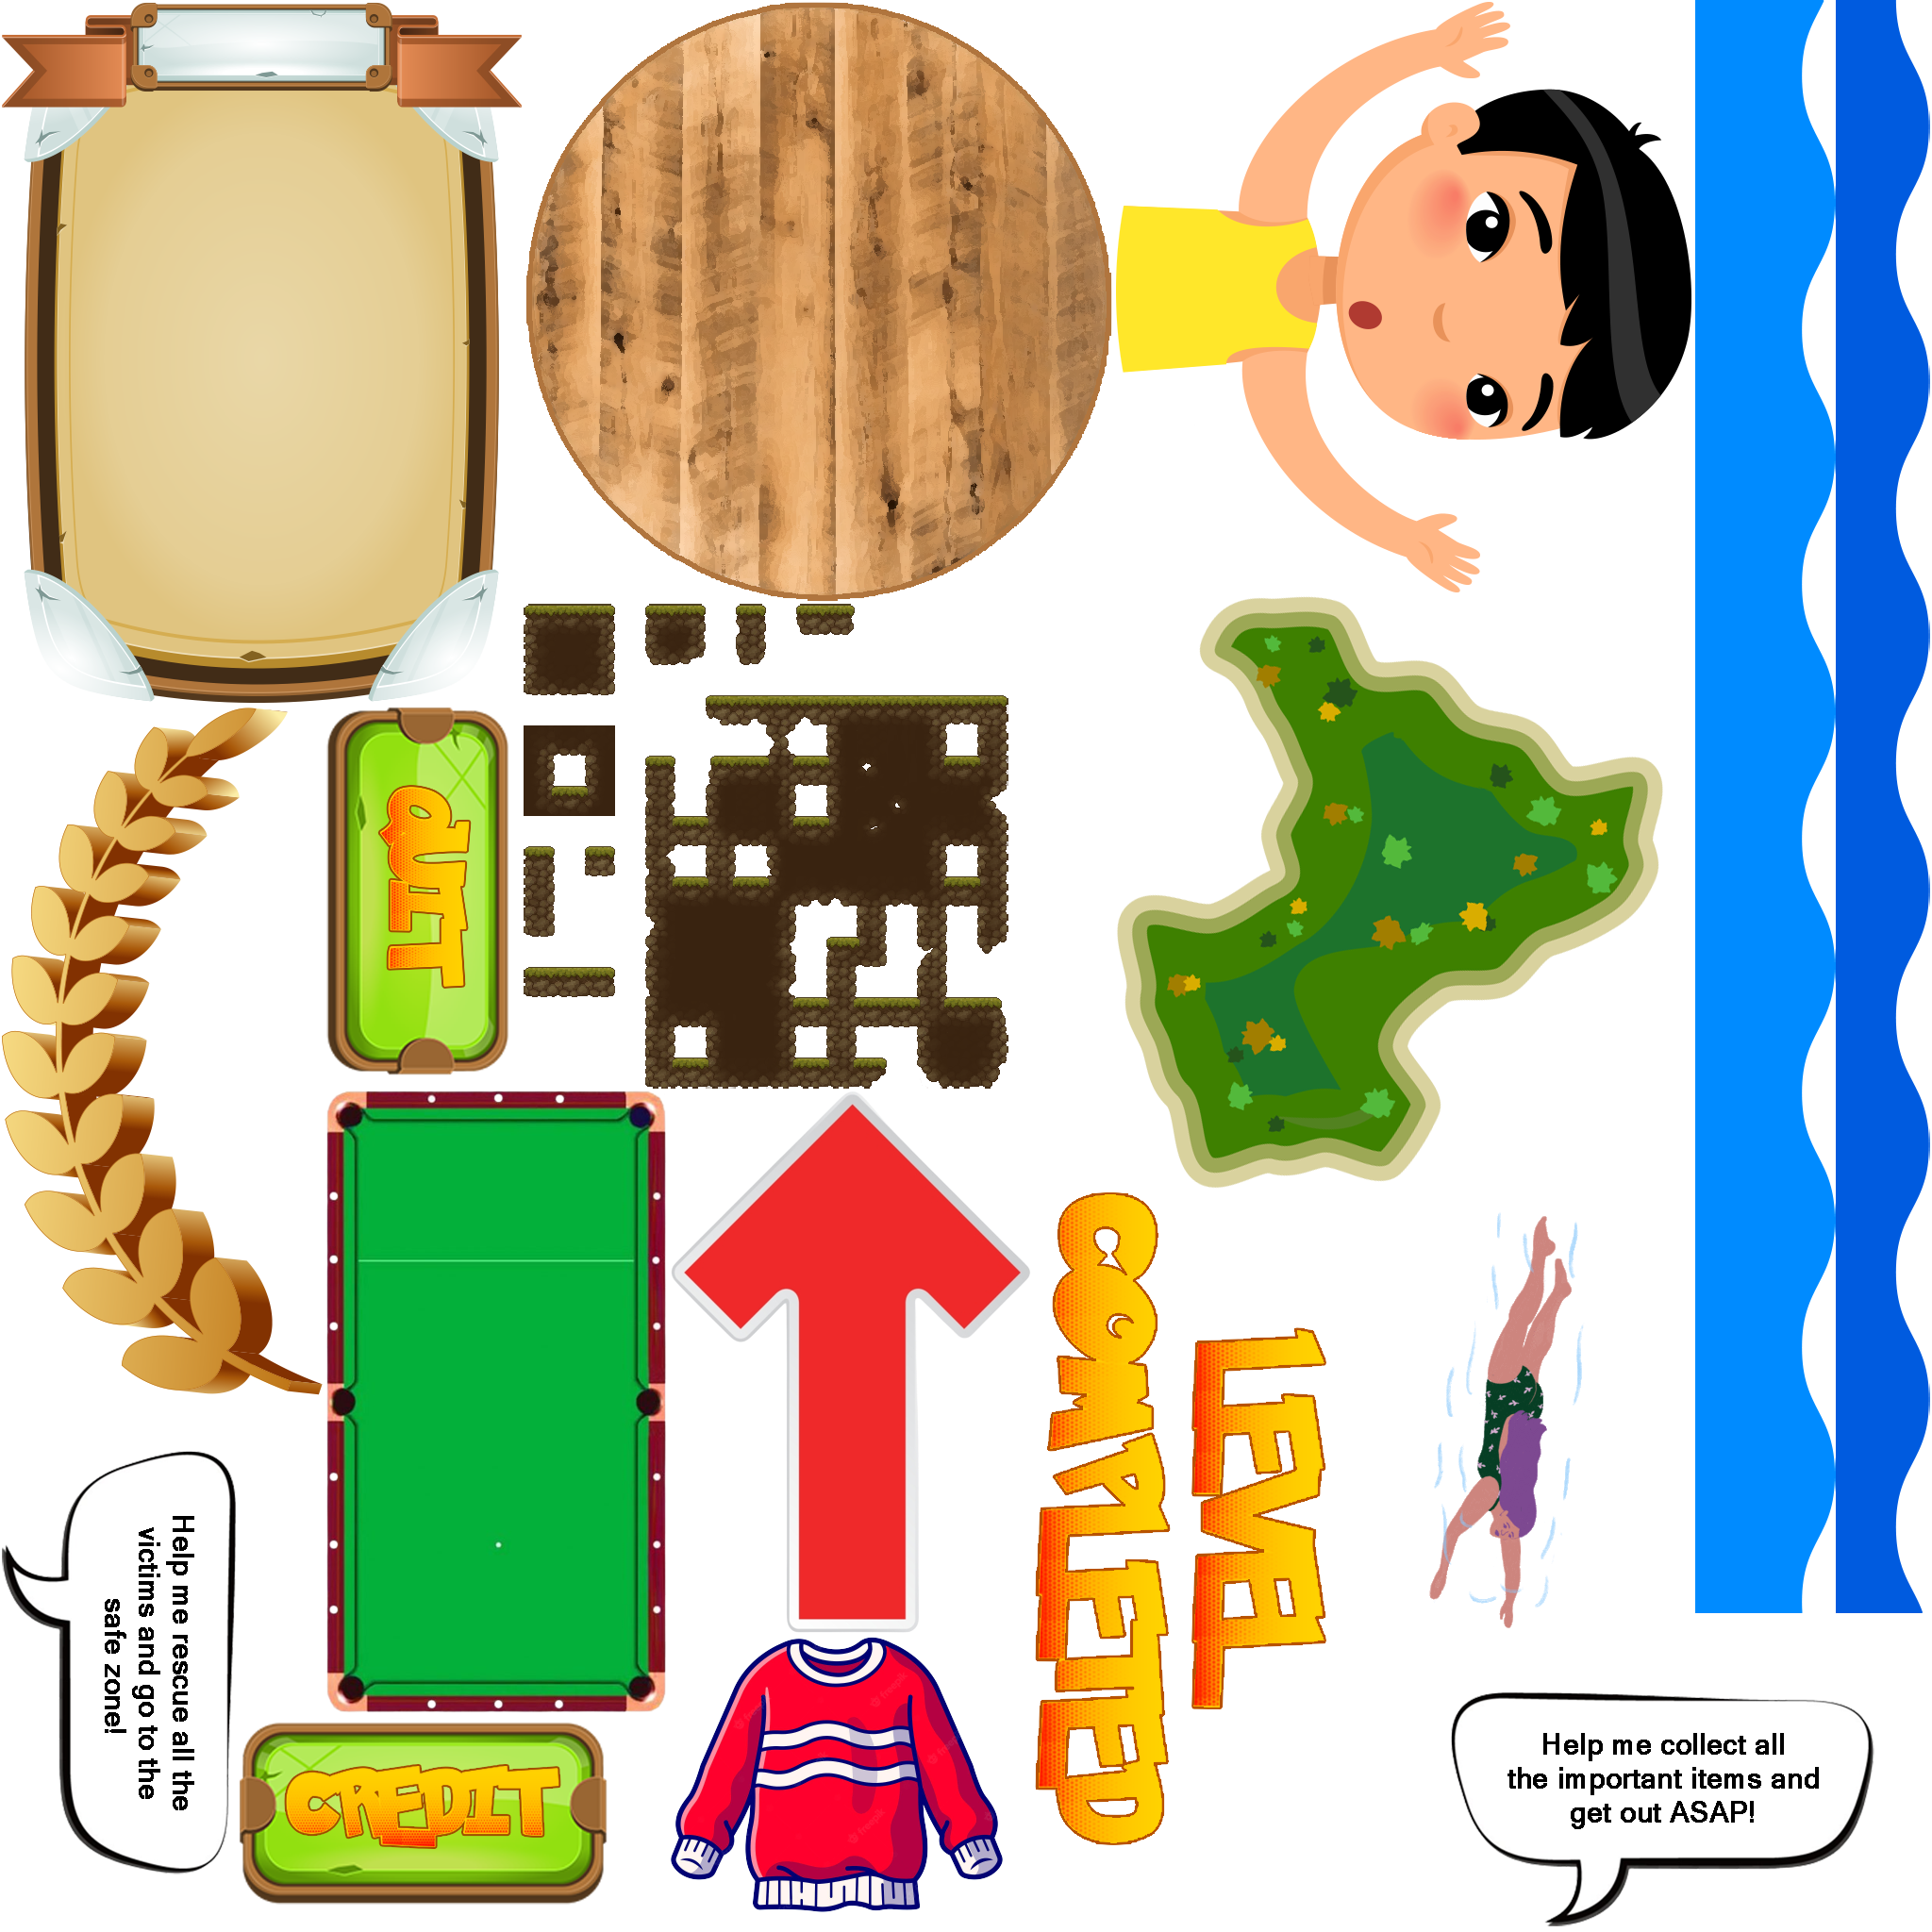 QUIT
LEVEL
COMPLETED
Help me rescue all the
victims and go to the
safe zone!
CREDIT
Help me collect all
the important items and
get out ASAP!